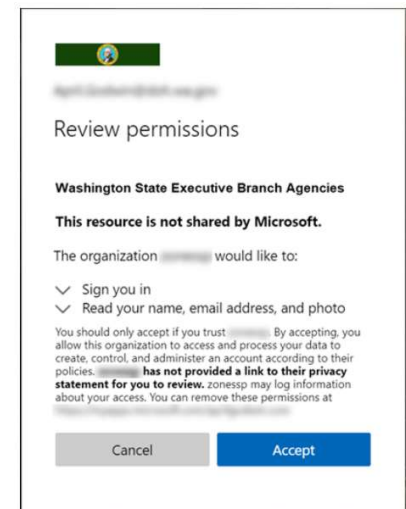 Review permissions
Washington State Executive Branch Agencies
This resource is not shared by Microsoft.
The organization would like to:
Sign you in
Read your name, email address, and photo
You should only accept if you trust By accepting, you
allow this organization to access and process your data to
create, control, and administer an account according to their
policies. has not provided a link to their privacy
statement for you to review. zonessp may log information
about your access. You can remove these permissions at
Cancel
Accept